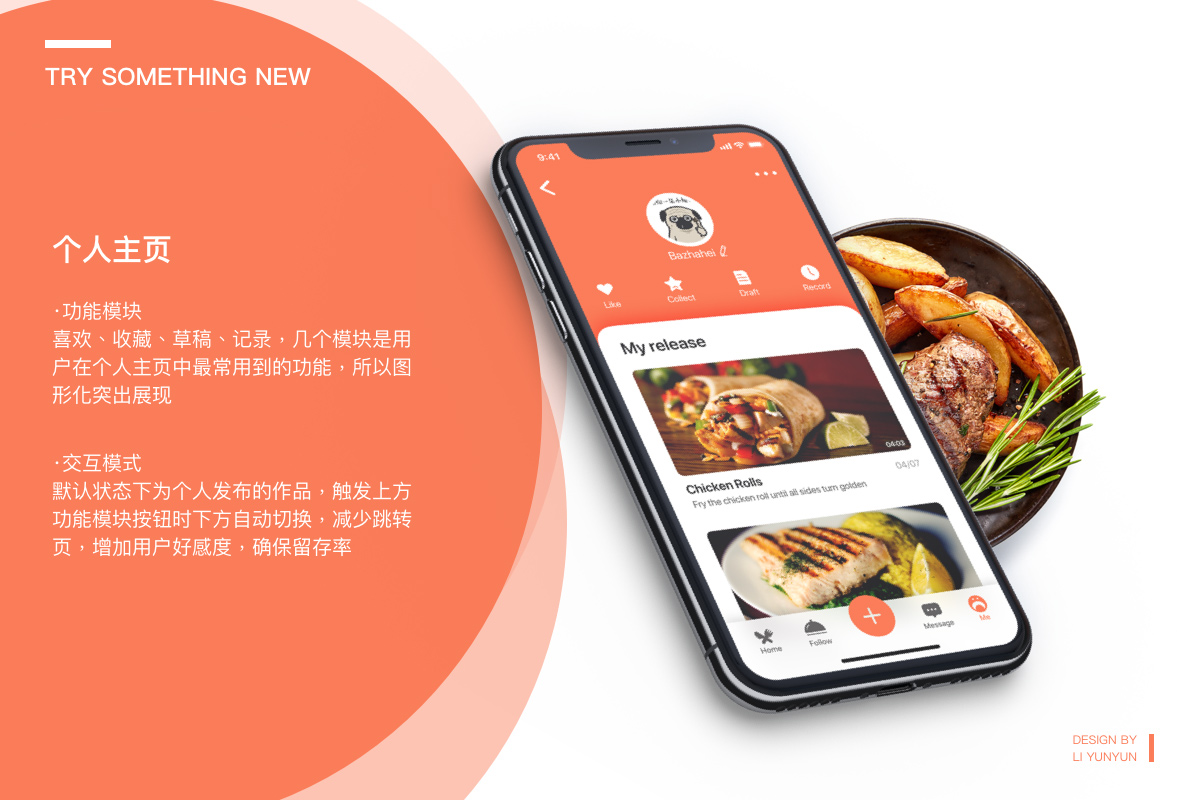 TRY SOMETHING NEW
个人主页
·功能模块
喜欢、收藏、草稿、记录，几个模块是用
户在个人主页中最常用到的功能，所以图
形化突出展现
·交互模式
默认状态下为个人发布的作品，触发上方
功能模块按钮时下方自动切换，减少跳转
页，增加用户好感度，确保留存率
9:41
Bazhahei
Like
Collect
Draft
Record
My release
04:03
04/07
Chicken Rolls
Fry the chicken roll until all sides turn golden
Home
Follow
Message
Me
DESIGN BY
LI YUNYUN